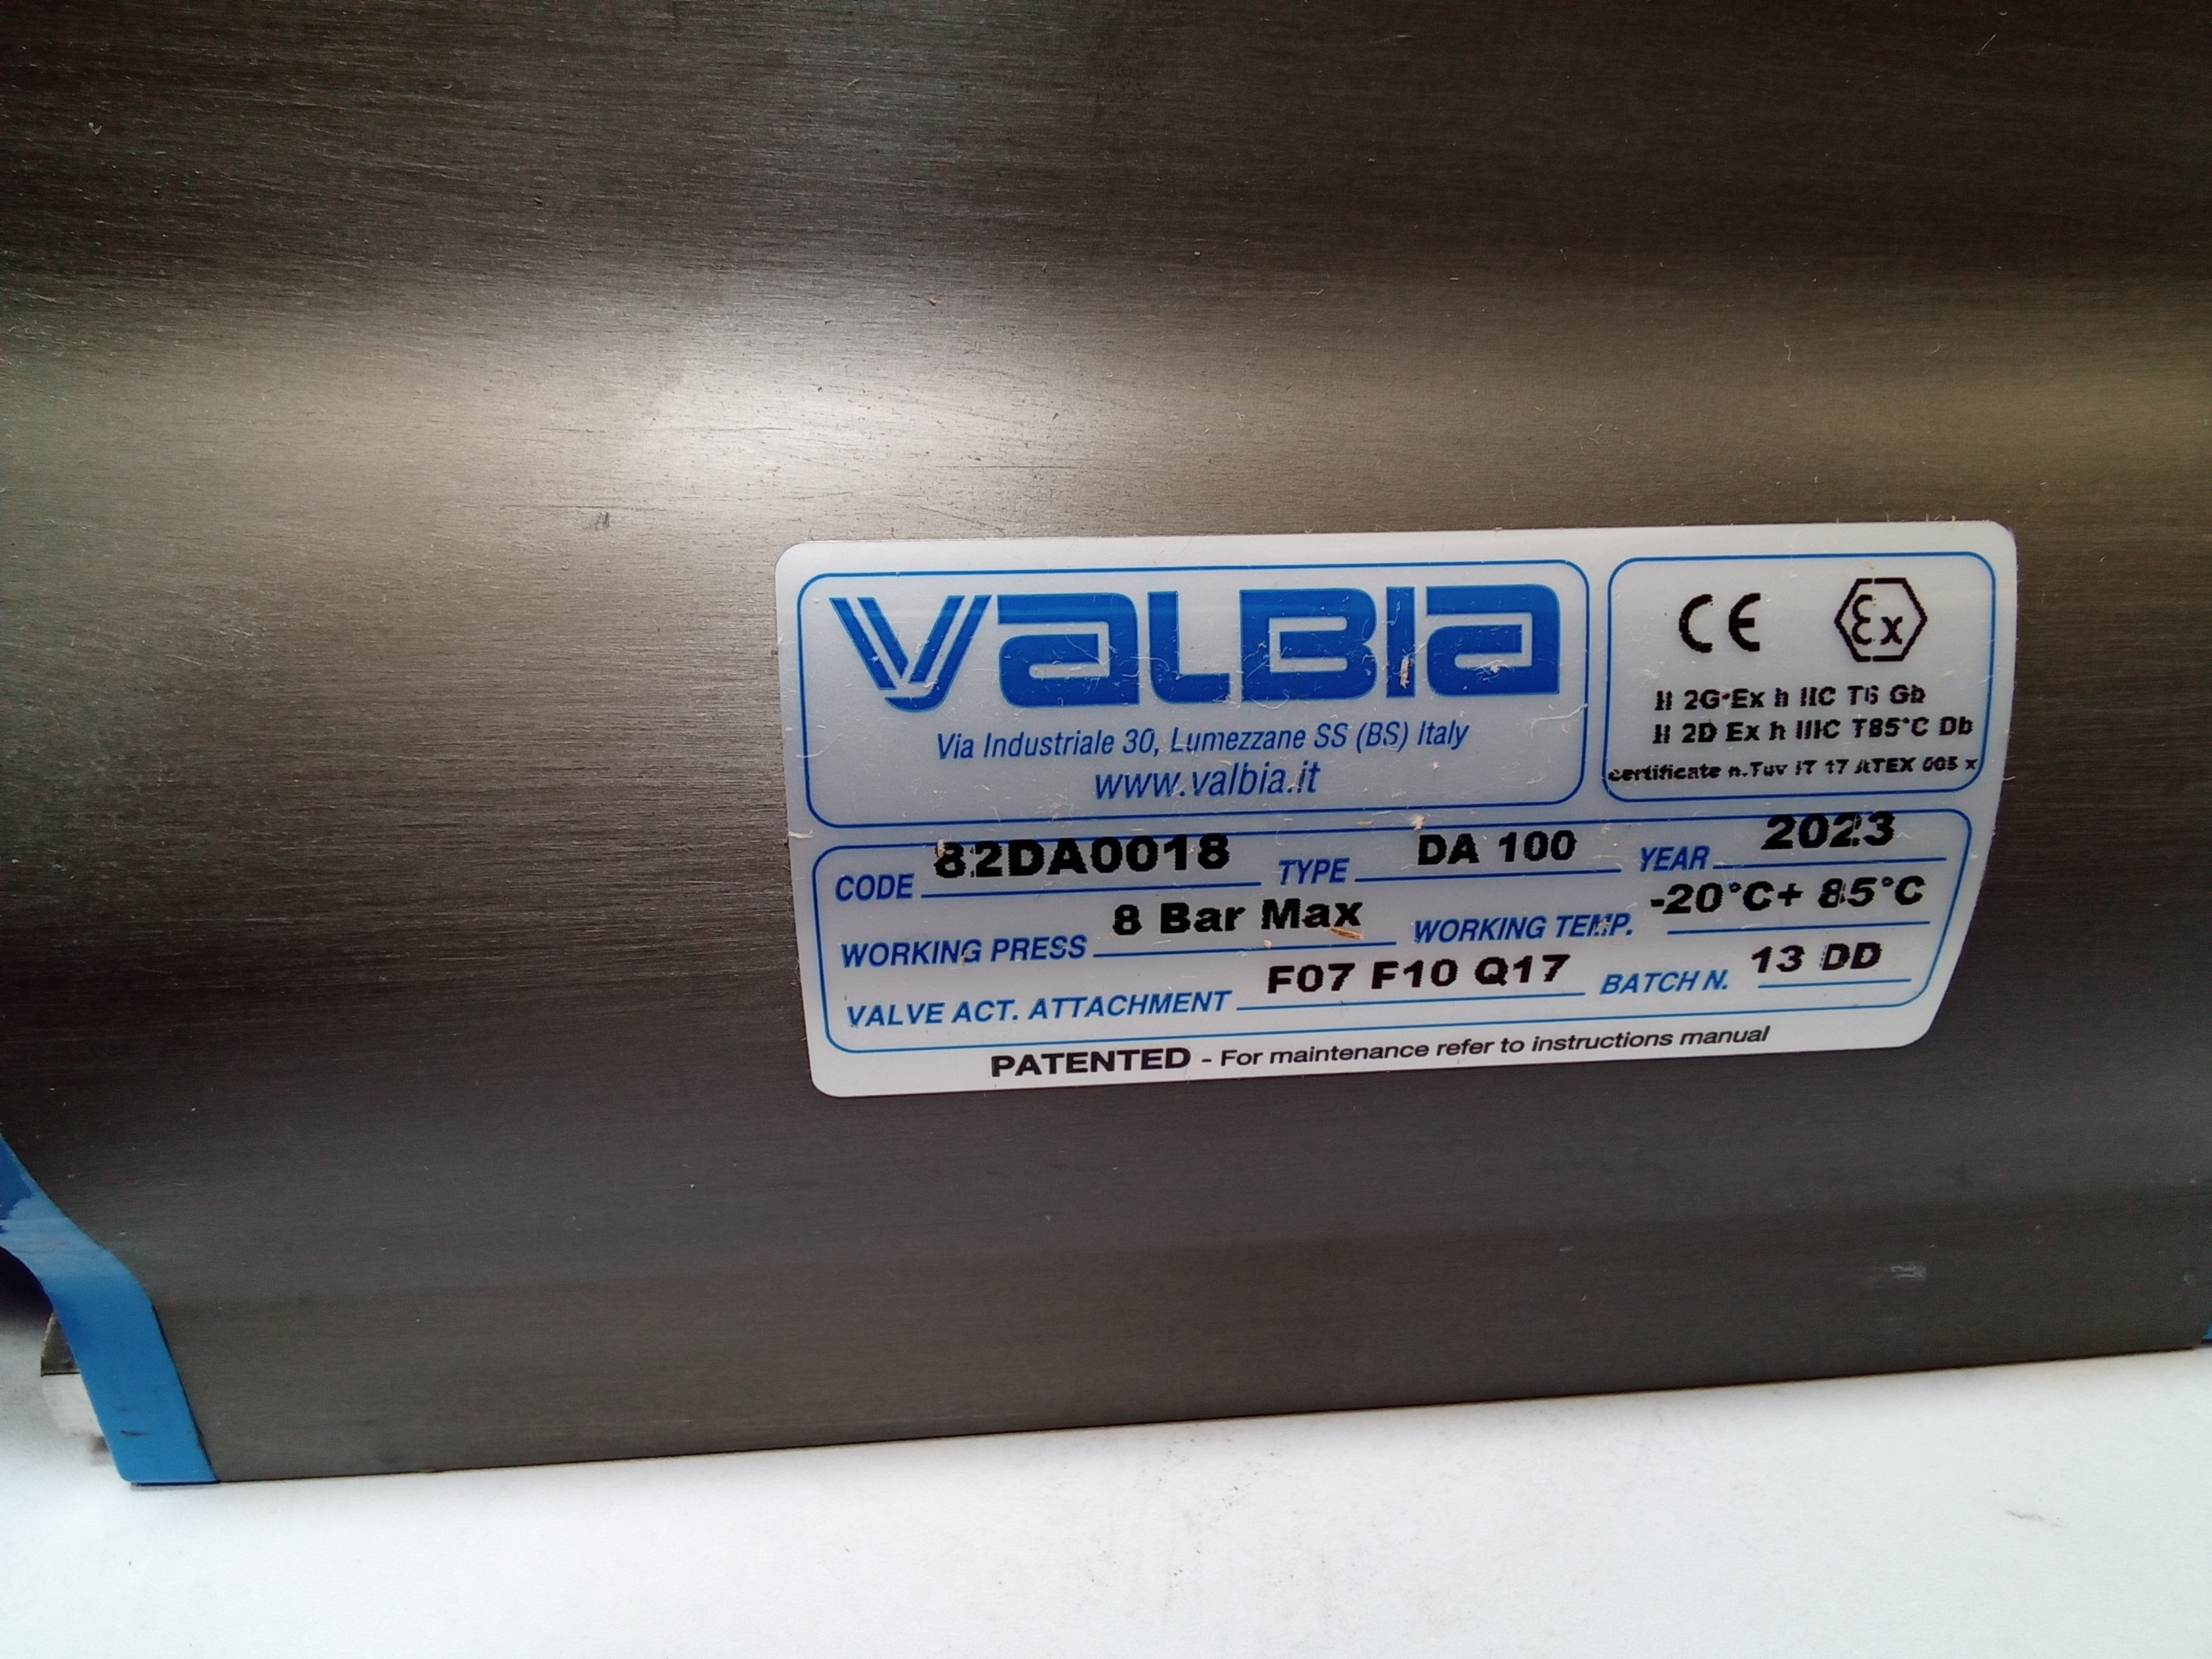 VALBIA
Via Industriale 30, Lumezzane SS (BS) Italy
www.valbia.it
CE Ex
II 2G Ex h IIC T6 Gb
II 2D Ex h IIIC T85°C Db
certificate n.Tuv IT 17 ATEX 005 x
CODE 82DA0018 TYPE DA 100 YEAR 2023
WORKING PRESS 8 Bar Max WORKING TEMP. -20°C+ 85°C
VALVE ACT. ATTACHMENT F07 F10 Q17 BATCH N. 13 DD
PATENTED - For maintenance refer to instructions manual